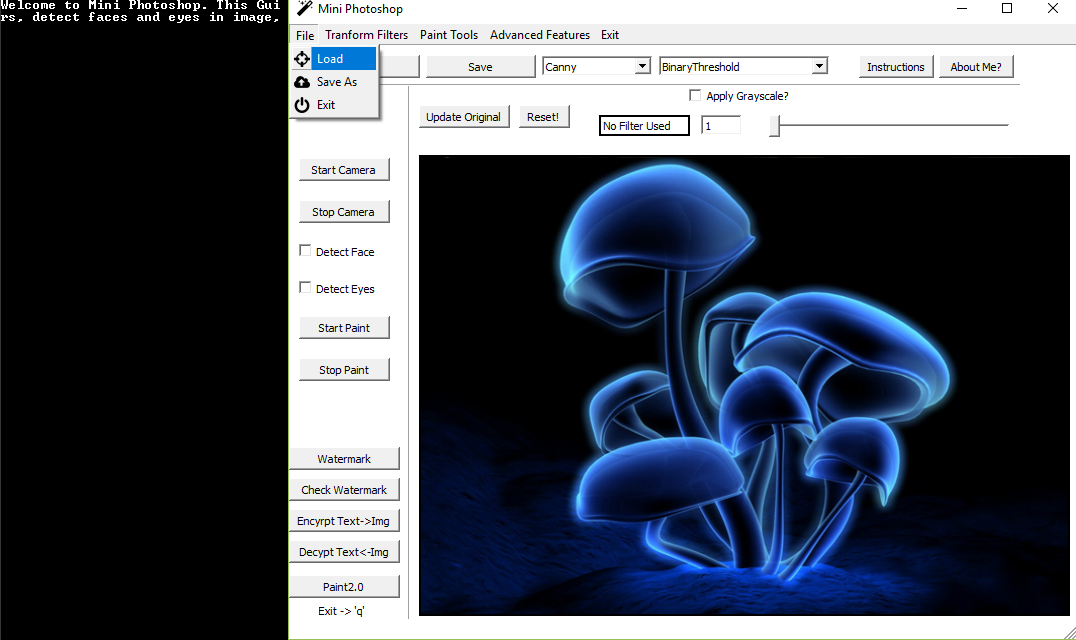 Welcome to Mini Photoshop. This Gui
rs, detect faces and eyes in image,
Mini Photoshop
File Tranform Filters Paint Tools Advanced Features Exit
Load
Save As
Exit
Save
Canny
BinaryThreshold
Instructions
About Me?
Apply Grayscale?
Update Original
Reset!
No Filter Used
1
Start Camera
Stop Camera
Detect Face
Detect Eyes
Start Paint
Stop Paint
Watermark
Check Watermark
Encyrpt Text->Img
Decypt Text<-Img
Paint2.0
Exit -> 'q'